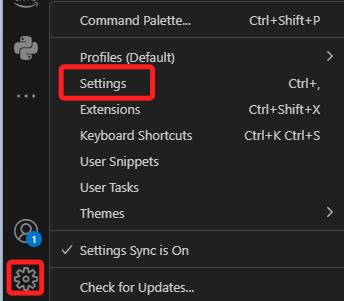 Command Palette... Ctrl+Shift+P
Profiles (Default)
Settings Ctrl+,
Extensions Ctrl+Shift+X
Keyboard Shortcuts Ctrl+K Ctrl+S
User Snippets
User Tasks
Themes
1
Settings Sync is On
Check for Updates...